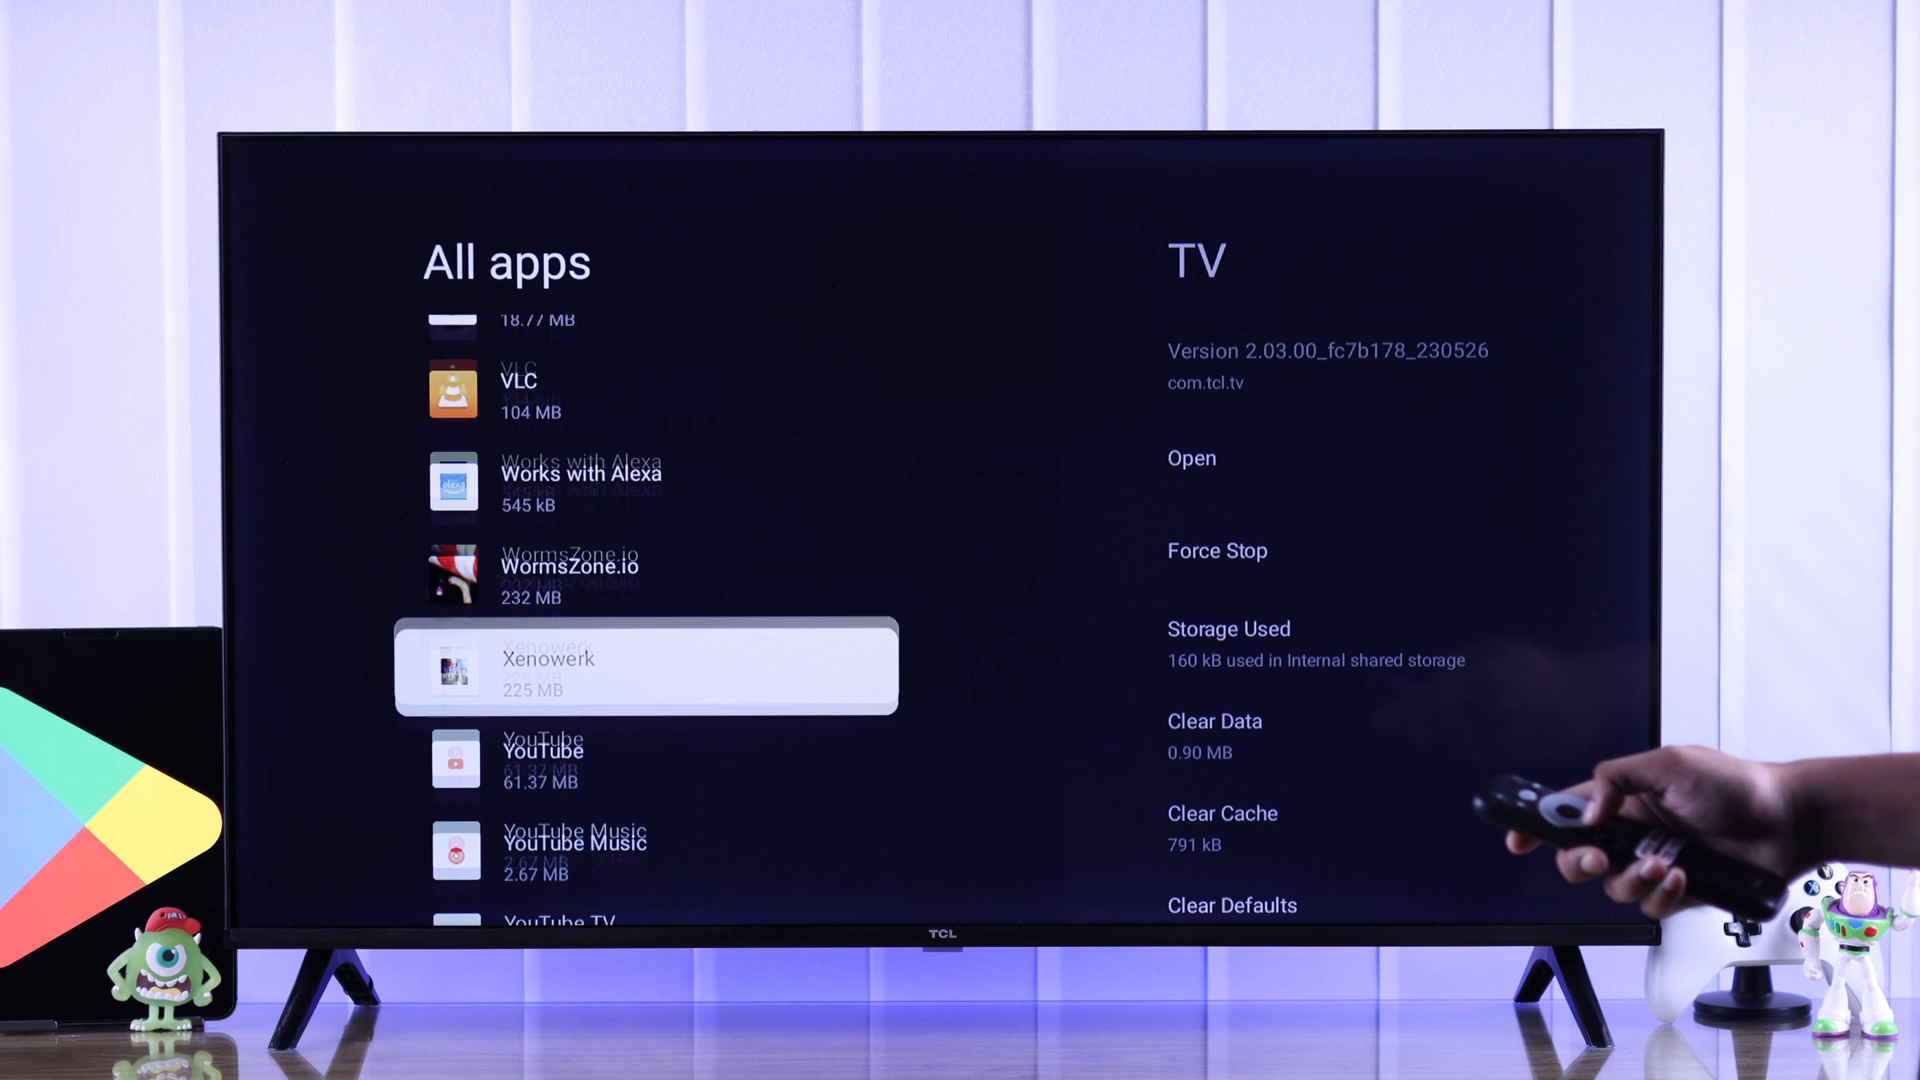 All apps
18.77 MB
VLC
104 MB
Works with Alexa
545 kB
WormsZone.io
232 MB
Xenowerk
225 MB
YouTube
61.37 MB
YouTube Music
2.67 MB
YouTube TV
TV
Version 2.03.00_fc7b178_230526
com.tcl.tv
Open
Force Stop
Storage Used
160 kB used in Internal shared storage
Clear Data
0.90 MB
Clear Cache
791 kB
Clear Defaults
TCL
alexa